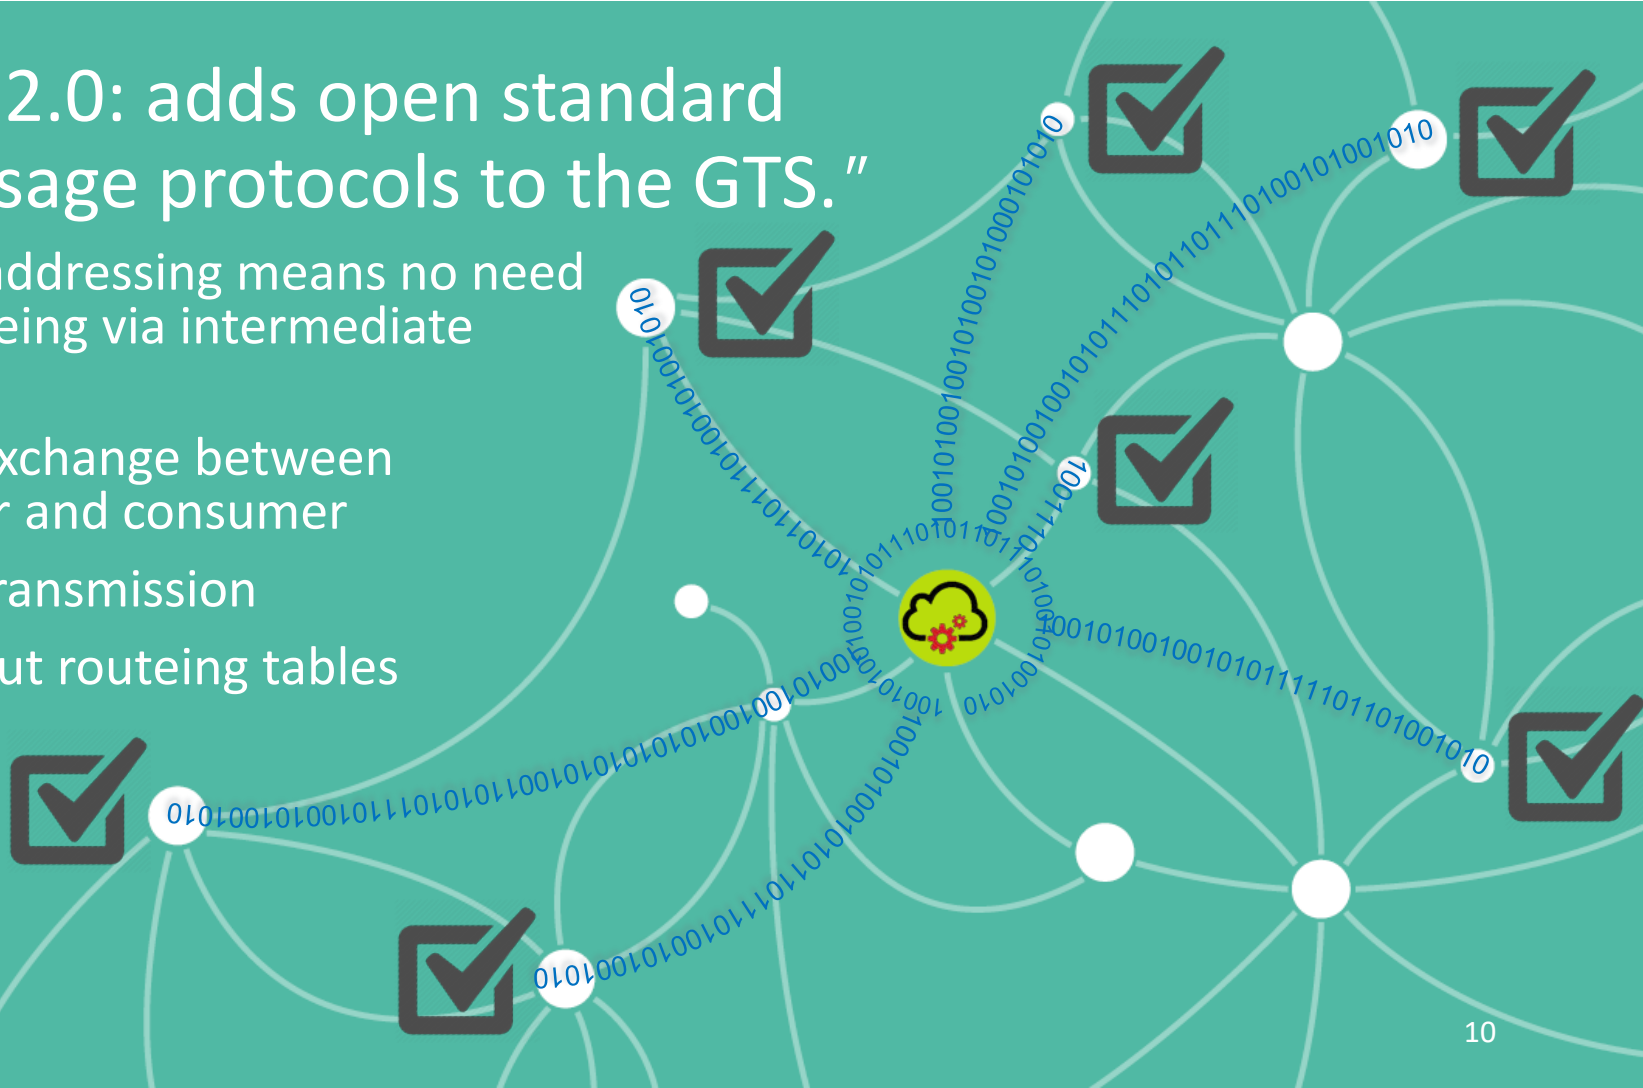 2.0: adds open standard
sage protocols to the GTS.”
addressing means no need
eing via intermediate
xchange between
r and consumer
ransmission
ut routeing tables
10